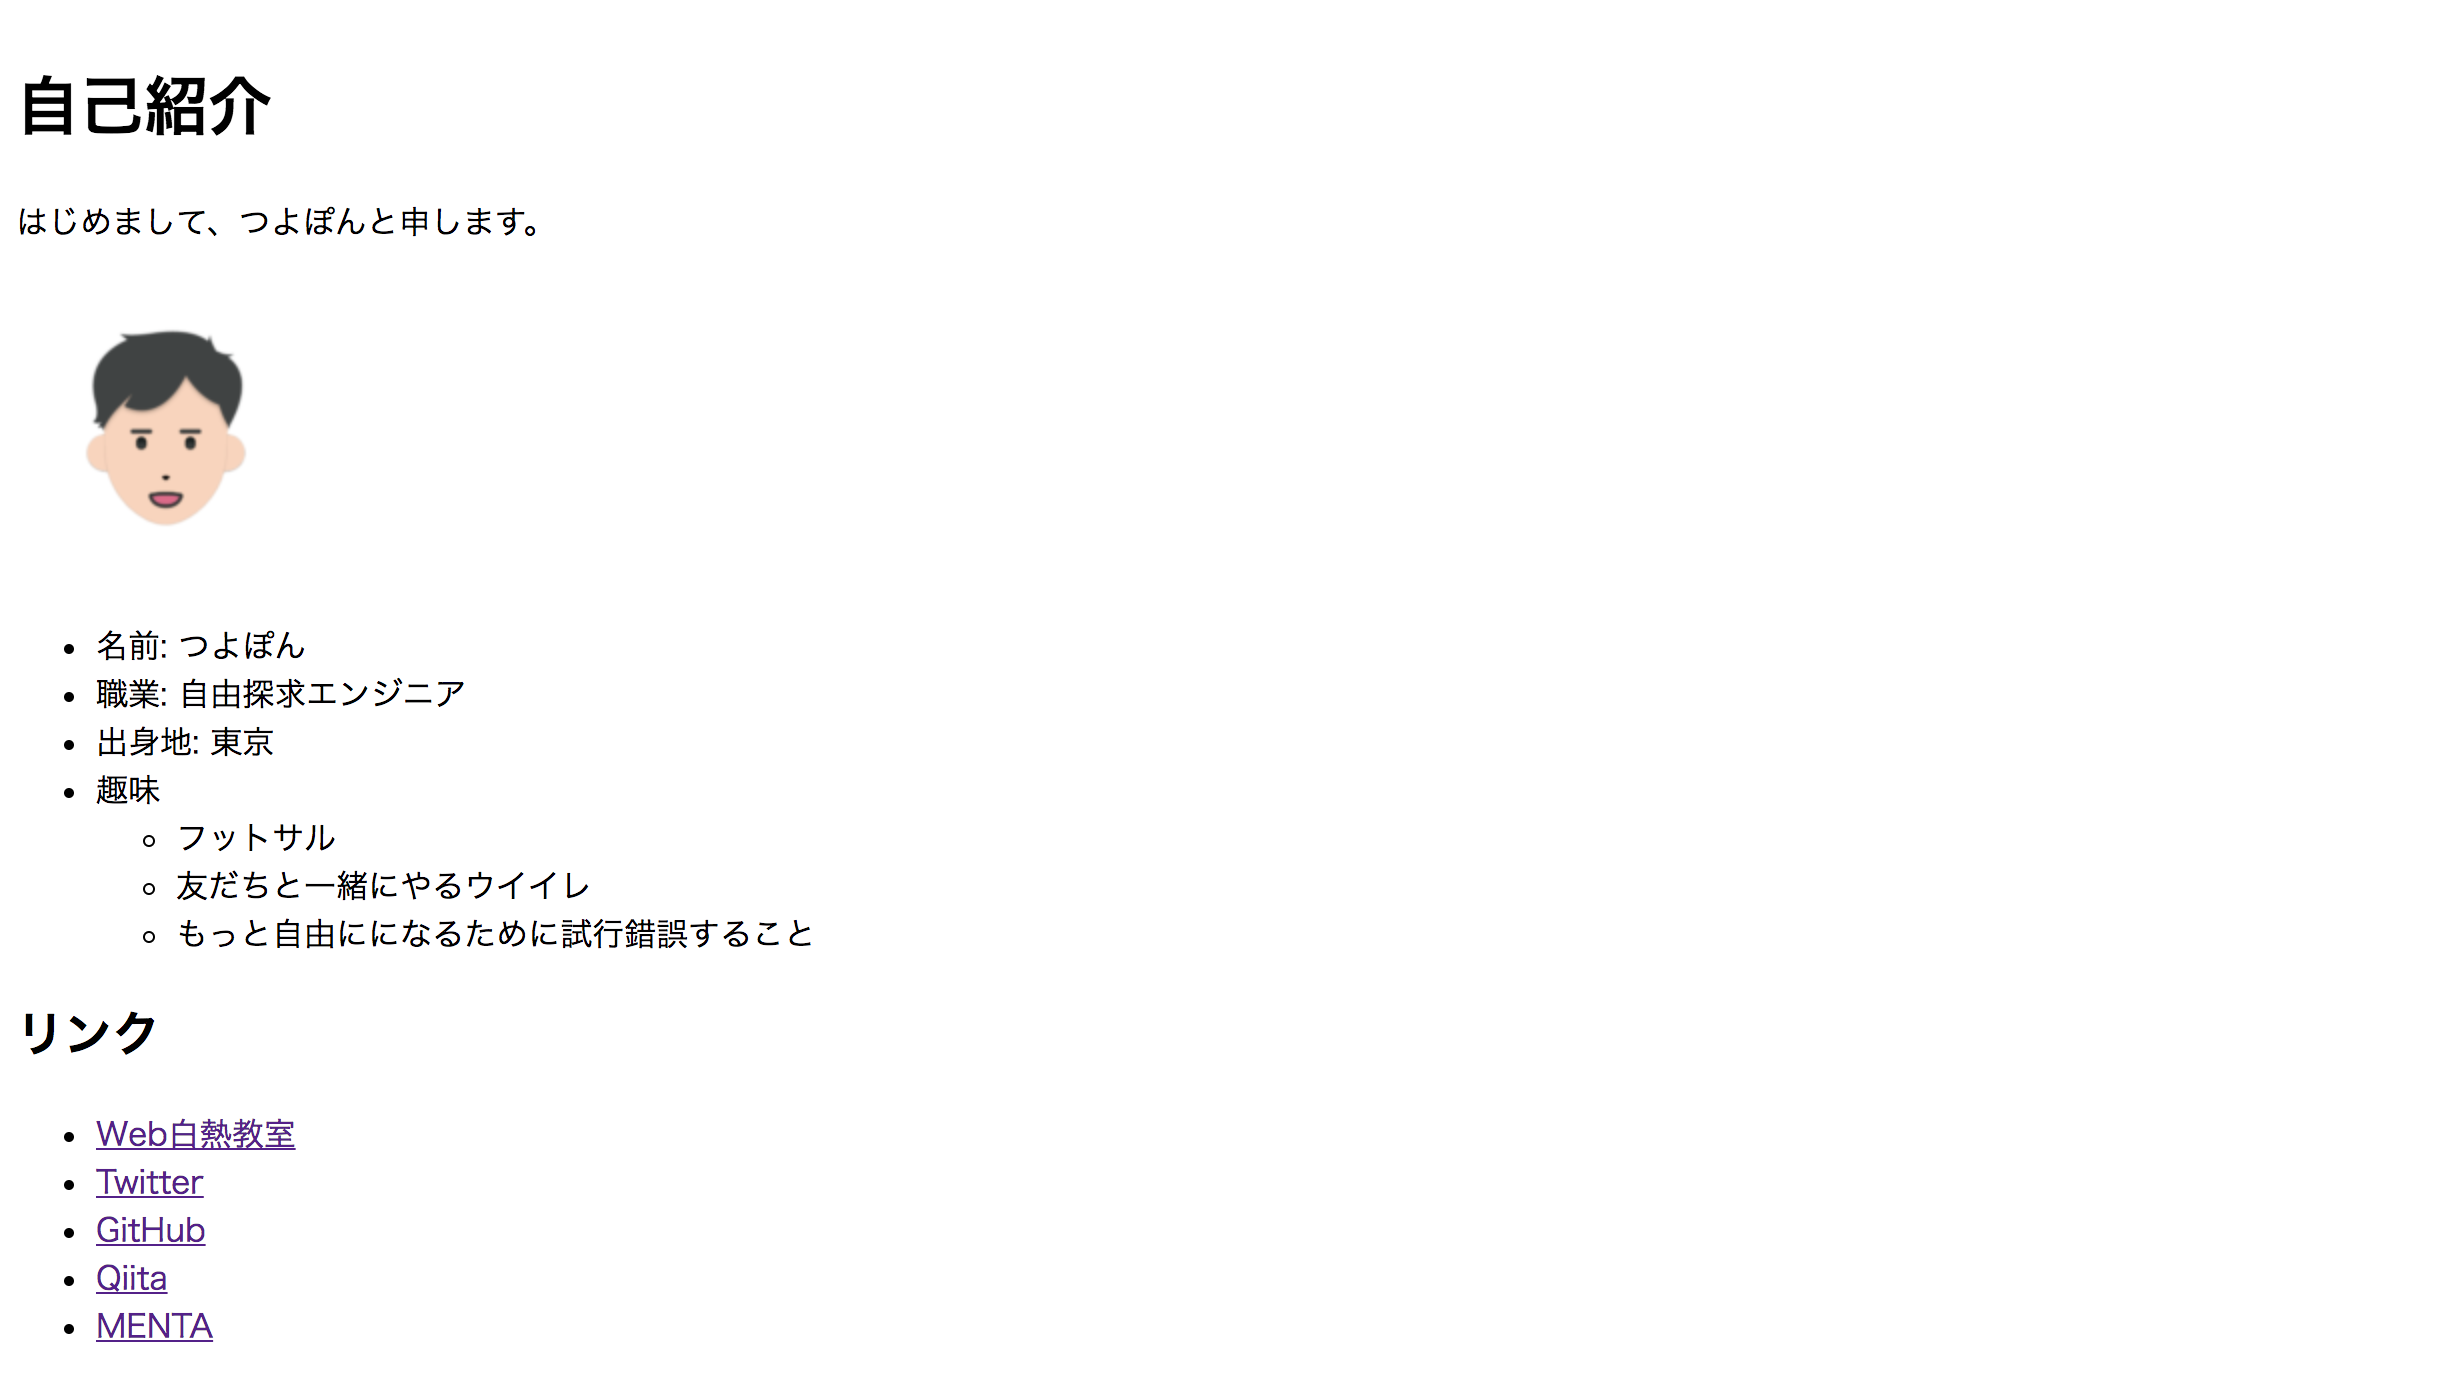 自己紹介
はじめまして、つよぽんと申します。
名前: つよぽん
職業: 自由探求エンジニア
出身地: 東京
趣味
フットサル
友だちと一緒にやるウイイレ
もっと自由にになるために試行錯誤すること
リンク
Web白熱教室
Twitter
GitHub
Qiita
MENTA